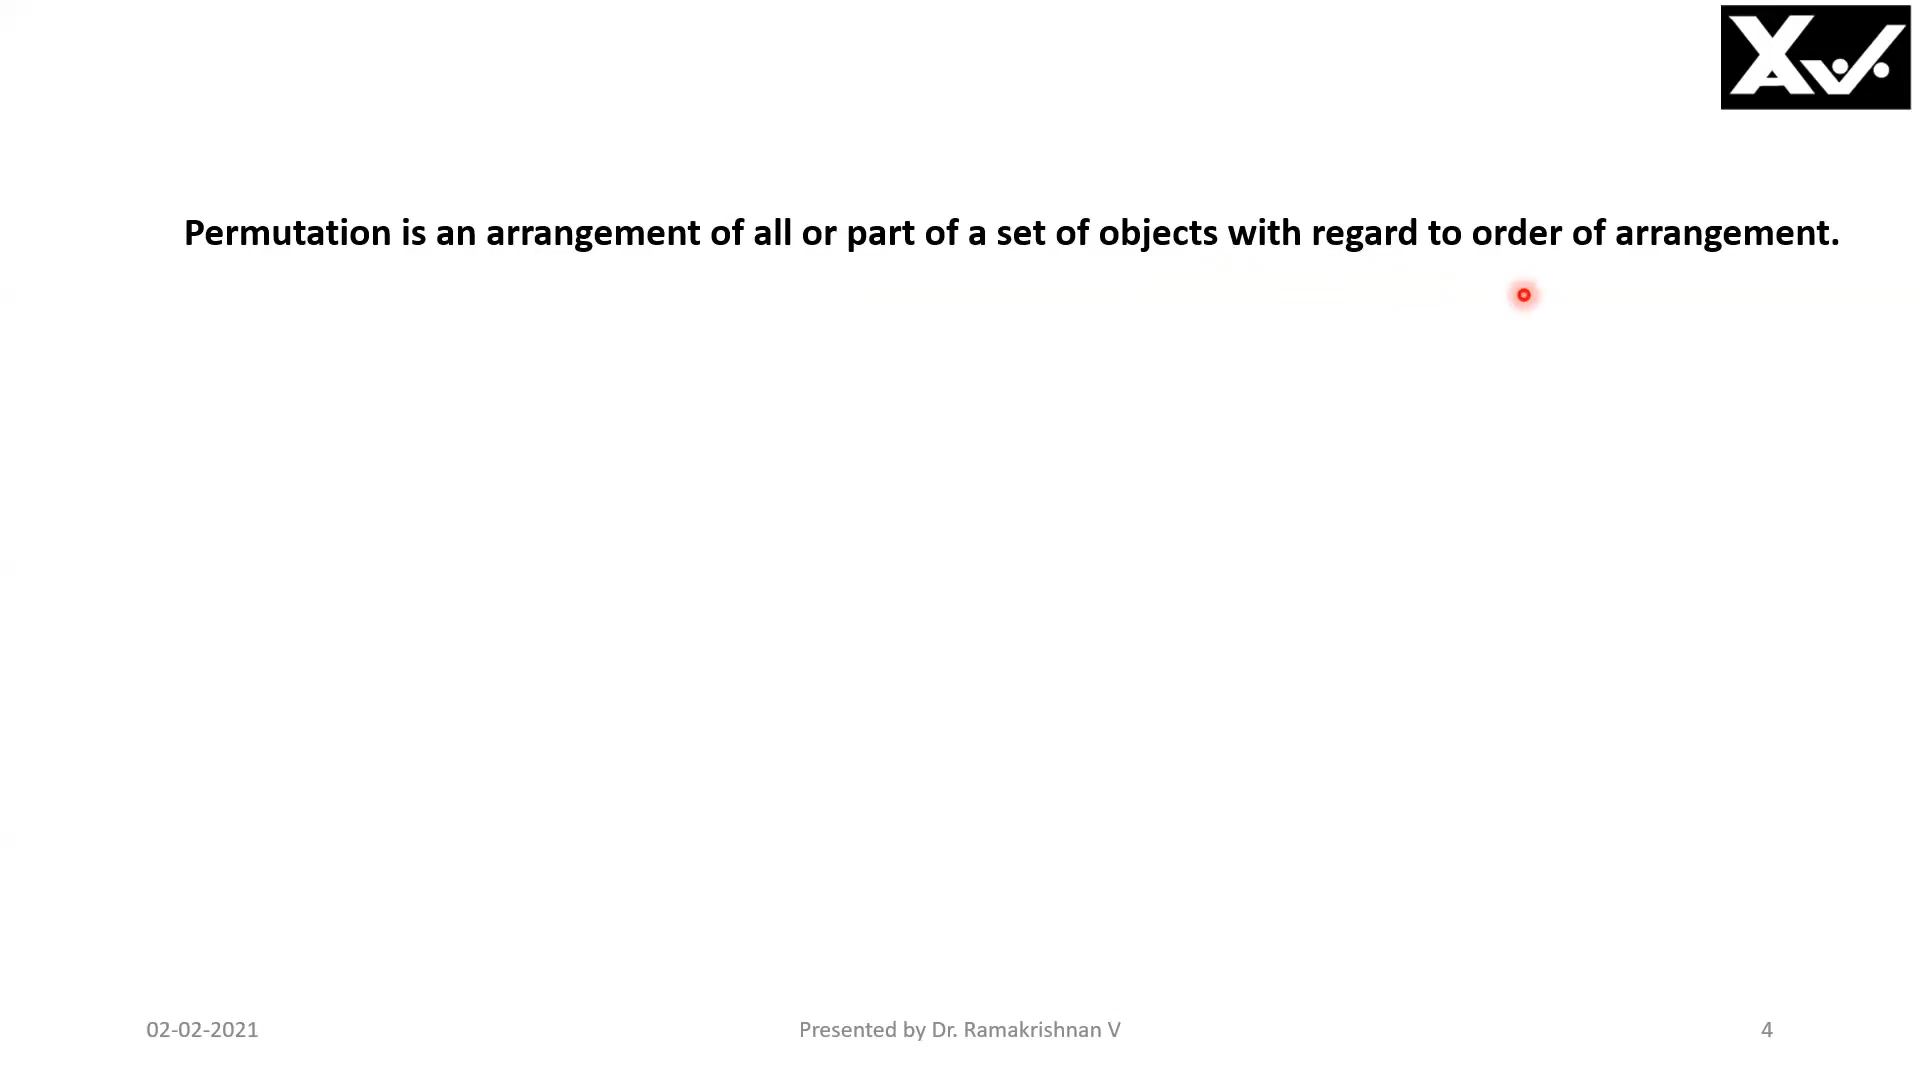 XAV
Permutation is an arrangement of all or part of a set of objects with regard to order of arrangement.
02-02-2021
Presented by Dr. Ramakrishnan V
4